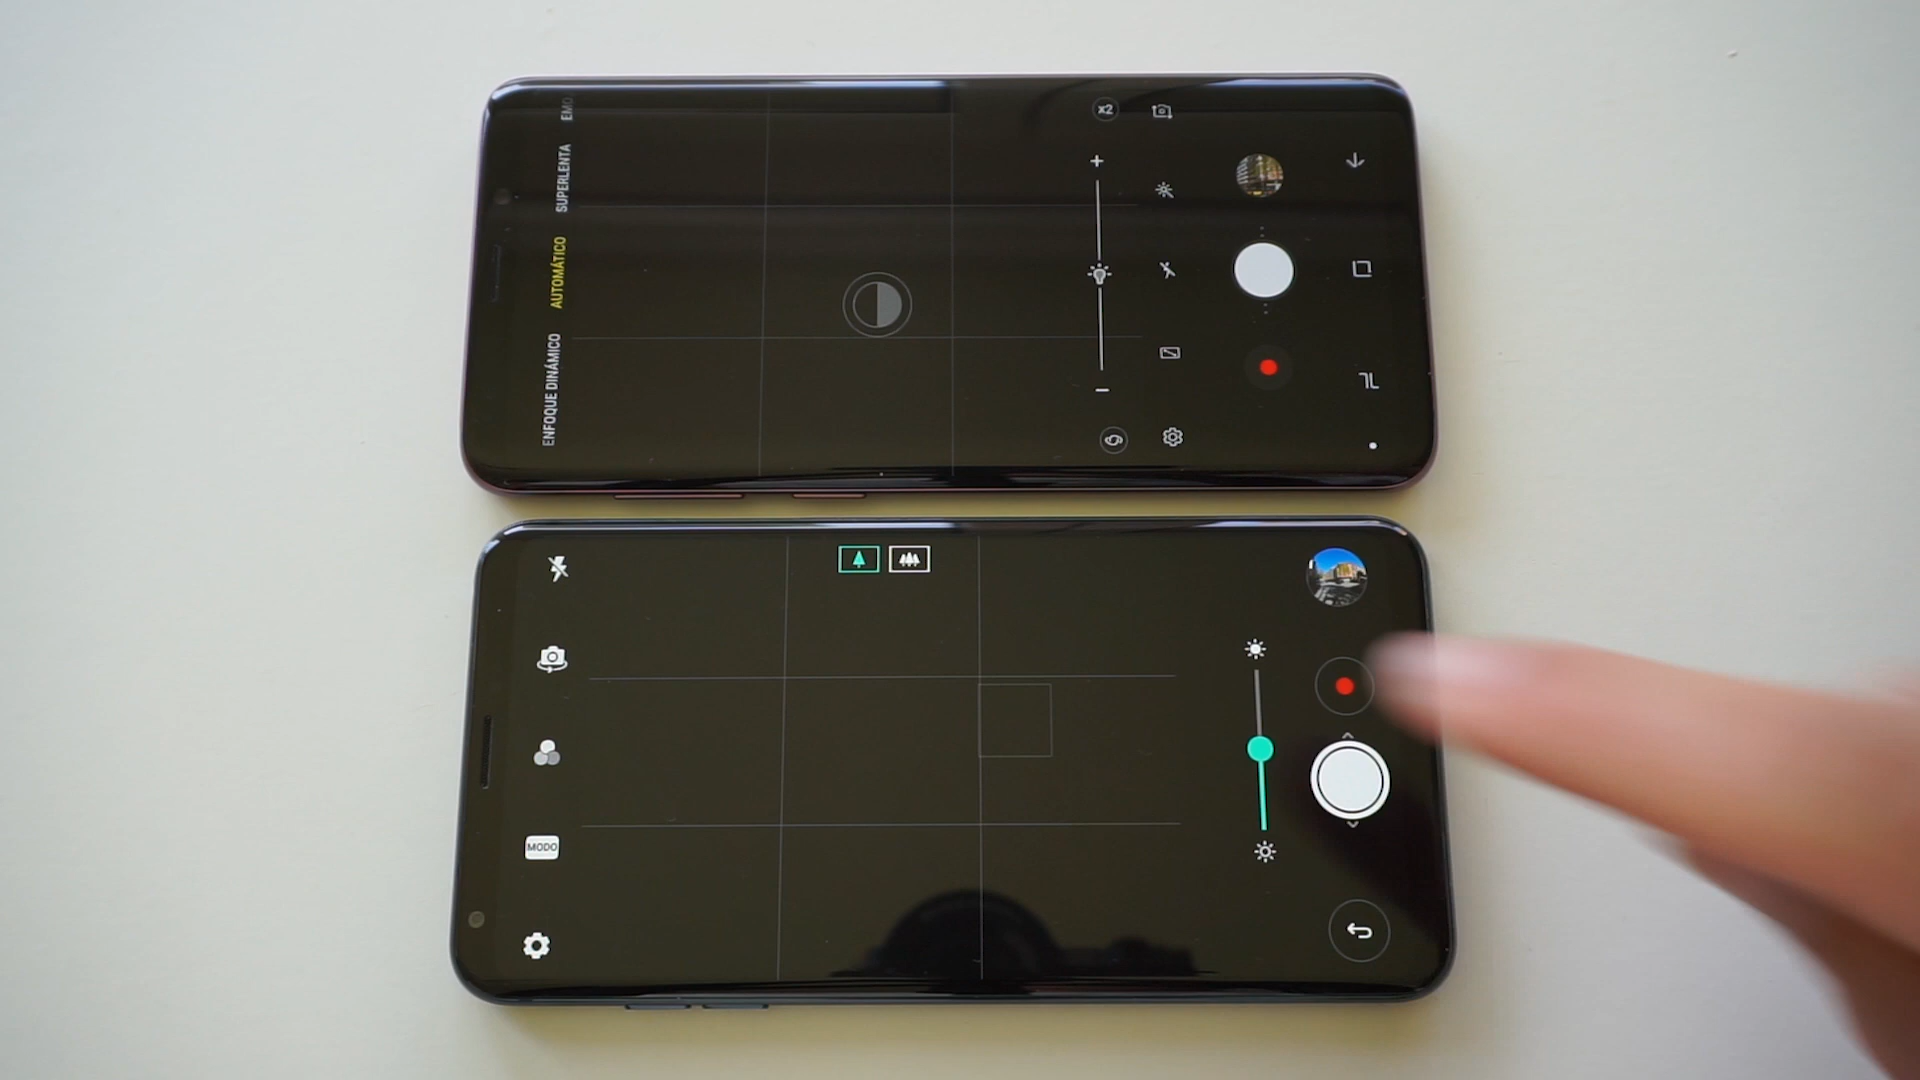 ENFOQUE DINÁMICO
AUTOMÁTICO
SUPERLENTA
EMO
x2
MODO